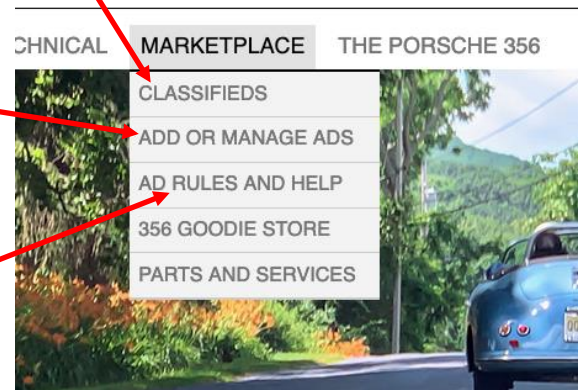 CHNICAL MARKETPLACE THE PORSCHE 356
CLASSIFIEDS
ADD OR MANAGE ADS
AD RULES AND HELP
356 GOODIE STORE
PARTS AND SERVICES